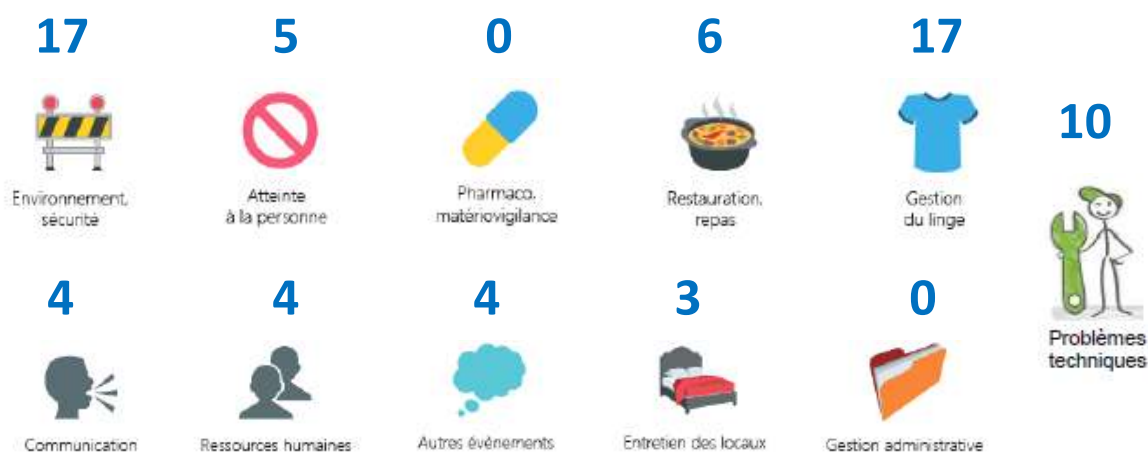 17
5
0
6
17
10
Environnement,
sécurité
Atteinte
à la personne
Pharmaco,
matériovigilance
Restauration,
repas
Gestion
du linge
4
4
4
3
0
Problèmes
techniques
Communication
Ressources humaines
Autres évènements
Entretien des locaux
Gestion administrative